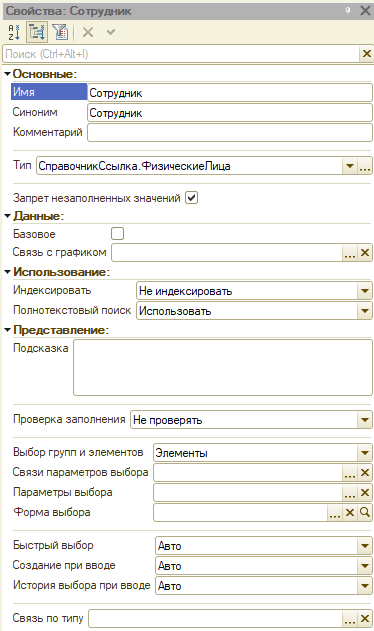 Свойства: Сотрудник
Поиск (Ctrl+Alt+I)
Основные:
Имя Сотрудник
Синоним Сотрудник
Комментарий
Тип СправочникСсылка.ФизическиеЛица
Запрет незаполненных значений
Данные:
Базовое
Связь с графиком
Использование:
Индексировать Не индексировать
Полнотекстовый поиск Использовать
Представление:
Подсказка
Проверка заполнения Не проверять
Выбор групп и элементов Элементы
Связи параметров выбора
Параметры выбора
Форма выбора
Быстрый выбор Авто
Создание при вводе Авто
История выбора при вводе Авто
Связь по типу